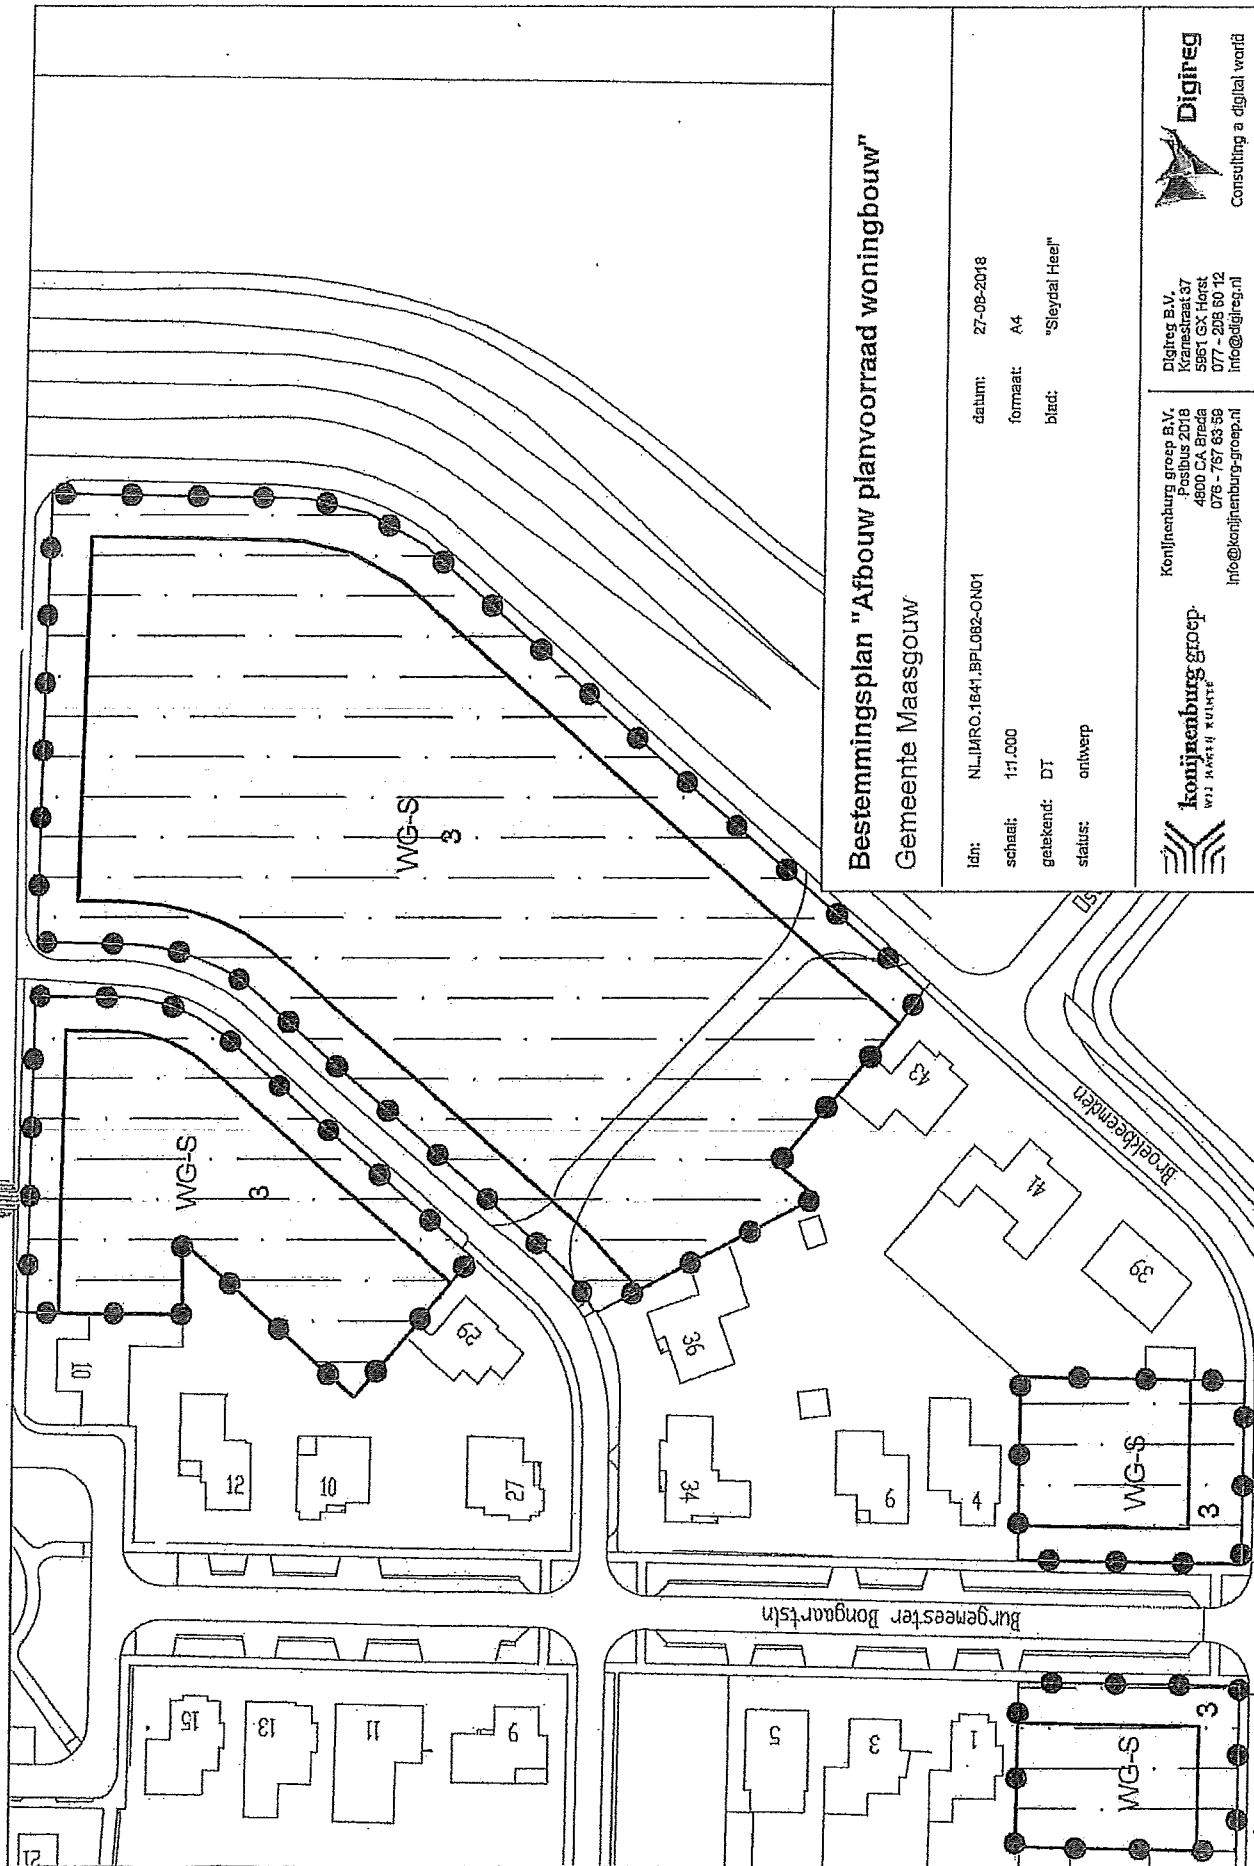 Bestemmingsplan "Afbouw planvoorraad woningbouw"
Gemeente Maasgouw
idn: NL.IMRO.1641.BPL082-ON01
schaal: 1:1.000
getekend: DT
status: ontwerp
datum: 27-08-2018
formaat: A4
blad: "Sleydal Heel"
konijnenburg groep
Konijnenburg groep B.V.
Postbus 2018
4800 CA Breda
076 - 767 83 59
info@konijnenburg-groep.nl
Digireg B.V.
Kranestraat 37
5961 GX Horst
077 - 208 60 12
info@digireg.nl
Digireg
Consulting a digital world
WG-S
3
WG-S
3
WG-S
3
WG-S
3
Burgemeester Bongaartsln
Broekbeemden
10
12
10
27
29
36
34
6
4
43
41
39
15
13
11
9
5
3
1
21